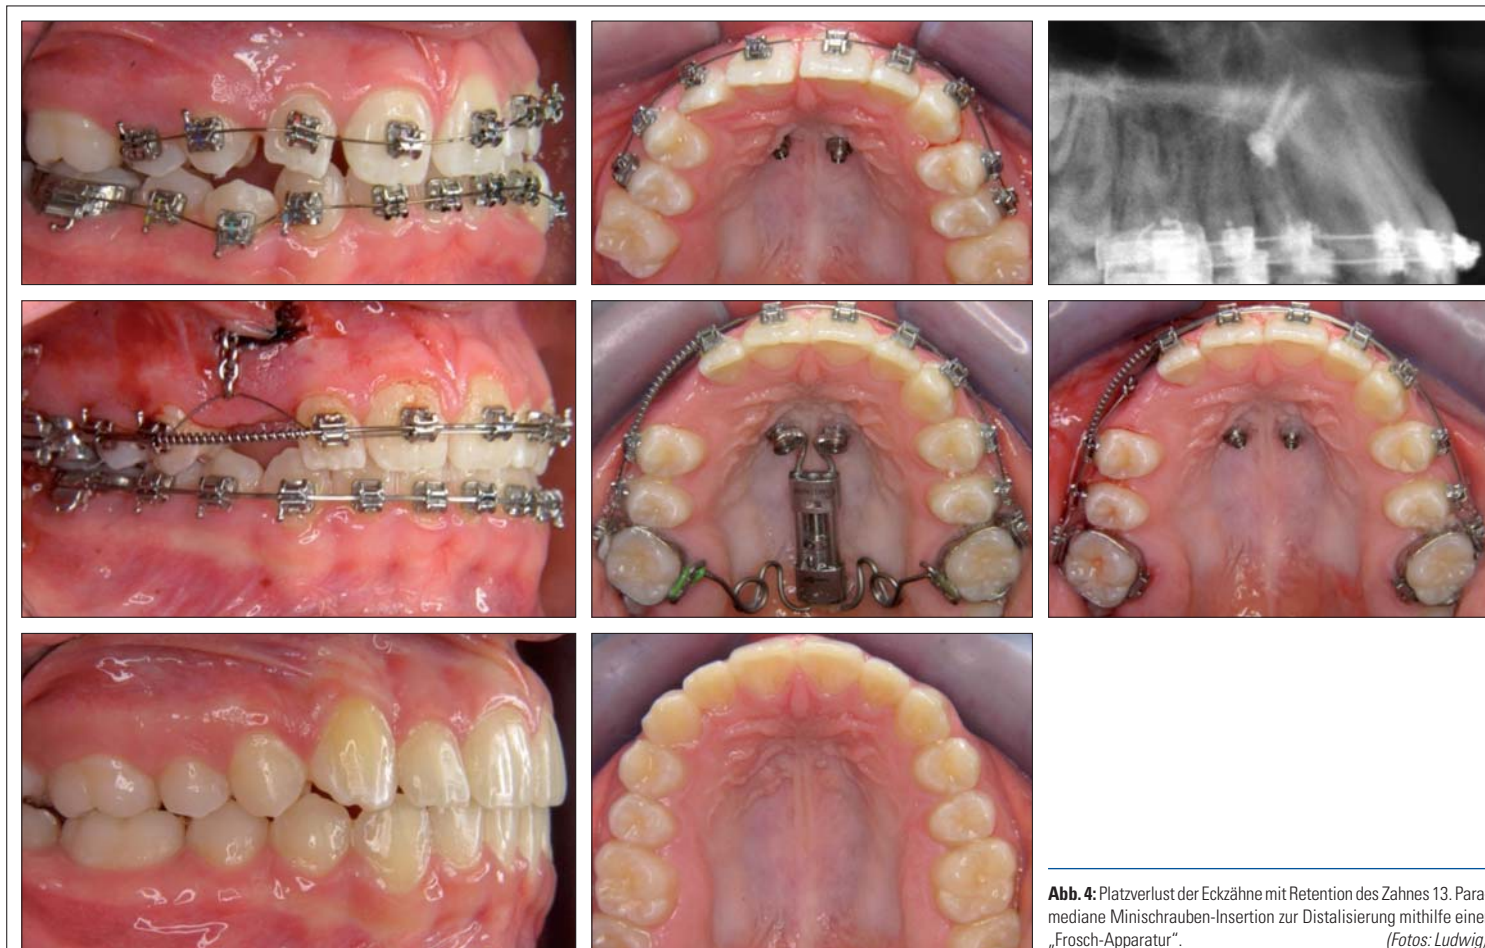 Abb. 4: Platzverlust der Eckzähne mit Retention des Zahnes 13. Para
mediane Minischrauben-Insertion zur Distalisierung mithilfe eine
„Frosch-Apparatur“. (Fotos: Ludwig,